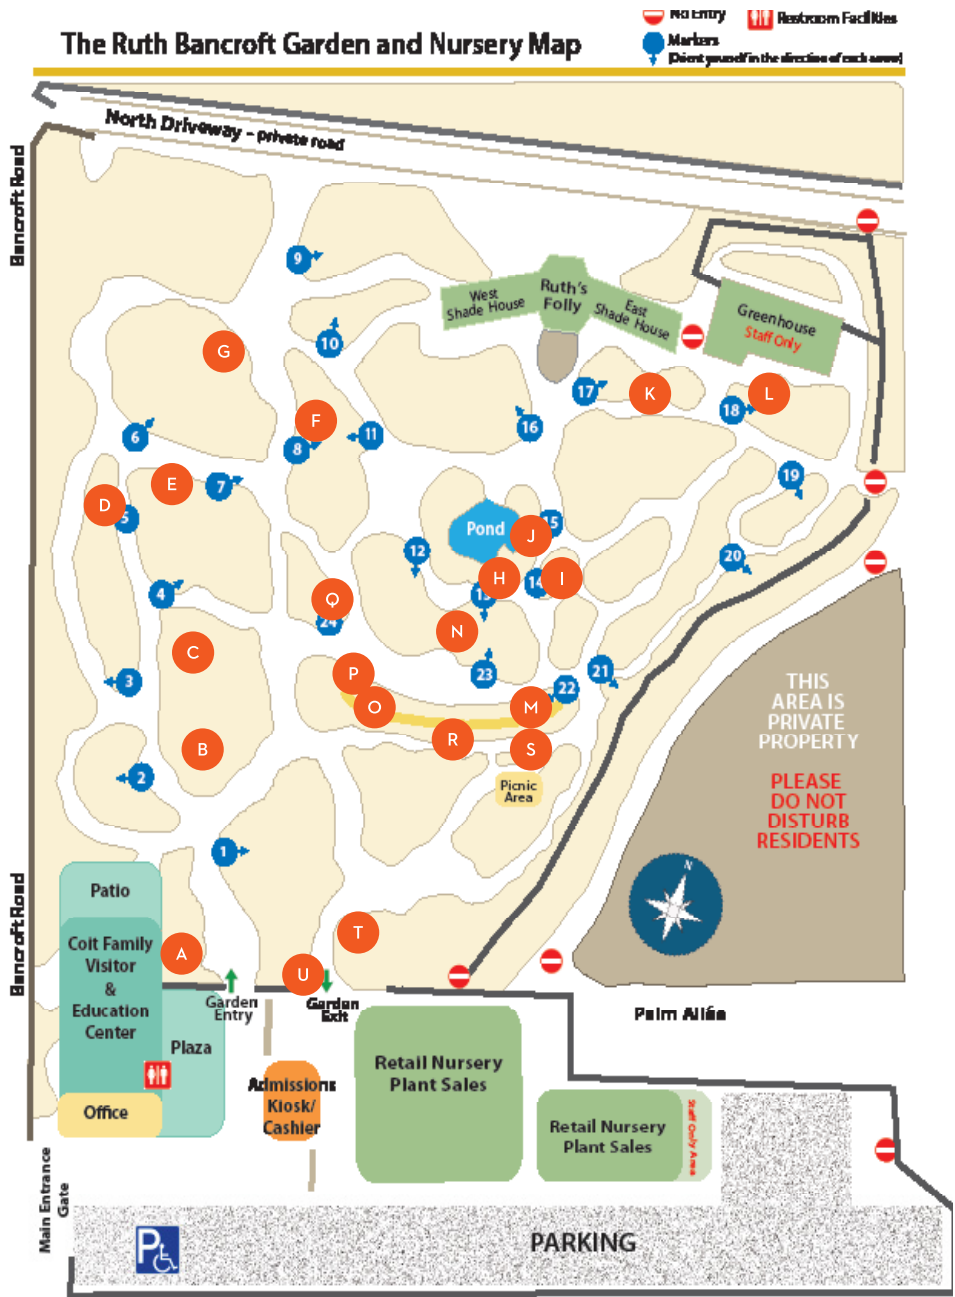 No Entry
Restroom Facilities
The Ruth Bancroft Garden and Nursery Map
Markers
(Orient yourself in the direction of each arrow)
North Driveway - private road
Bancroft Road
9
West
Shade House
Ruth's
Folly
East
Shade House
Greenhouse
Staff Only
10
G
F
K
L
17
18
16
6
8
11
D
E
7
5
19
Pond
15
J
12
20
4
H
14
I
13
Q
24
N
C
3
P
23
21
22
O
M
R
S
B
2
Picnic
Area
THIS
AREA IS
PRIVATE
PROPERTY
PLEASE
DO NOT
DISTURB
RESIDENTS
1
N
Patio
Bancroft Road
Coit Family
Visitor
&
Education
Center
A
T
U
Garden
Entry
Garden
Exit
Palm Allée
Plaza
Retail Nursery
Plant Sales
Admissions
Kiosk/
Cashier
Office
Retail Nursery
Plant Sales
Staff Only Area
Main Entrance
Gate
P
PARKING